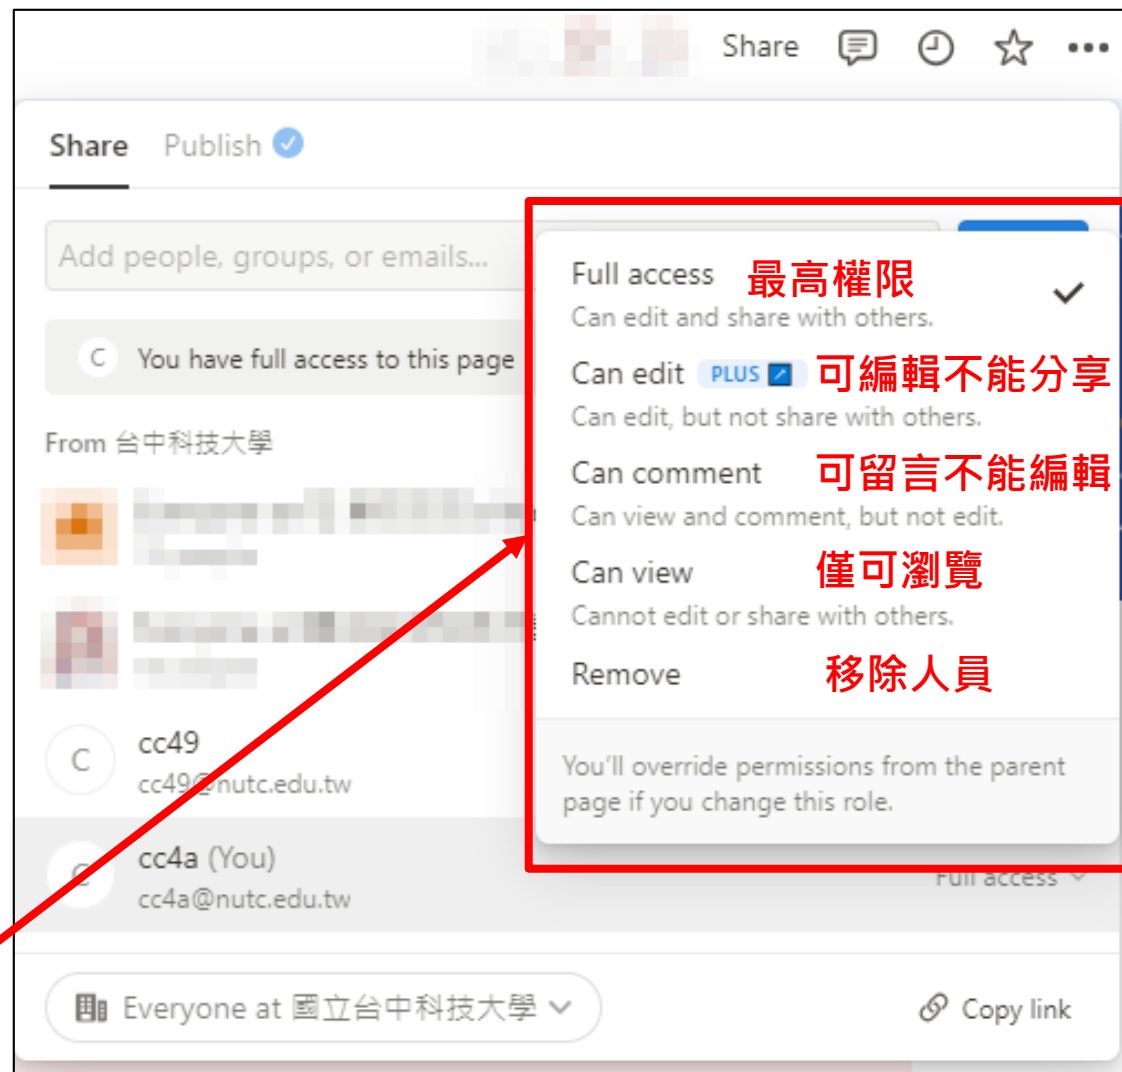 Share
Share Publish
Add people, groups, or emails...
C You have full access to this page
From 台中科技大學
C cc49
cc49@nutc.edu.tw
C cc4a (You)
cc4a@nutc.edu.tw
Full access
Everyone at 國立台中科技大學
Copy link
Full access 最高權限
Can edit and share with others.
Can edit PLUS 可編輯不能分享
Can edit, but not share with others.
Can comment 可留言不能編輯
Can view and comment, but not edit.
Can view 僅可瀏覽
Cannot edit or share with others.
Remove 移除人員
You'll override permissions from the parent
page if you change this role.